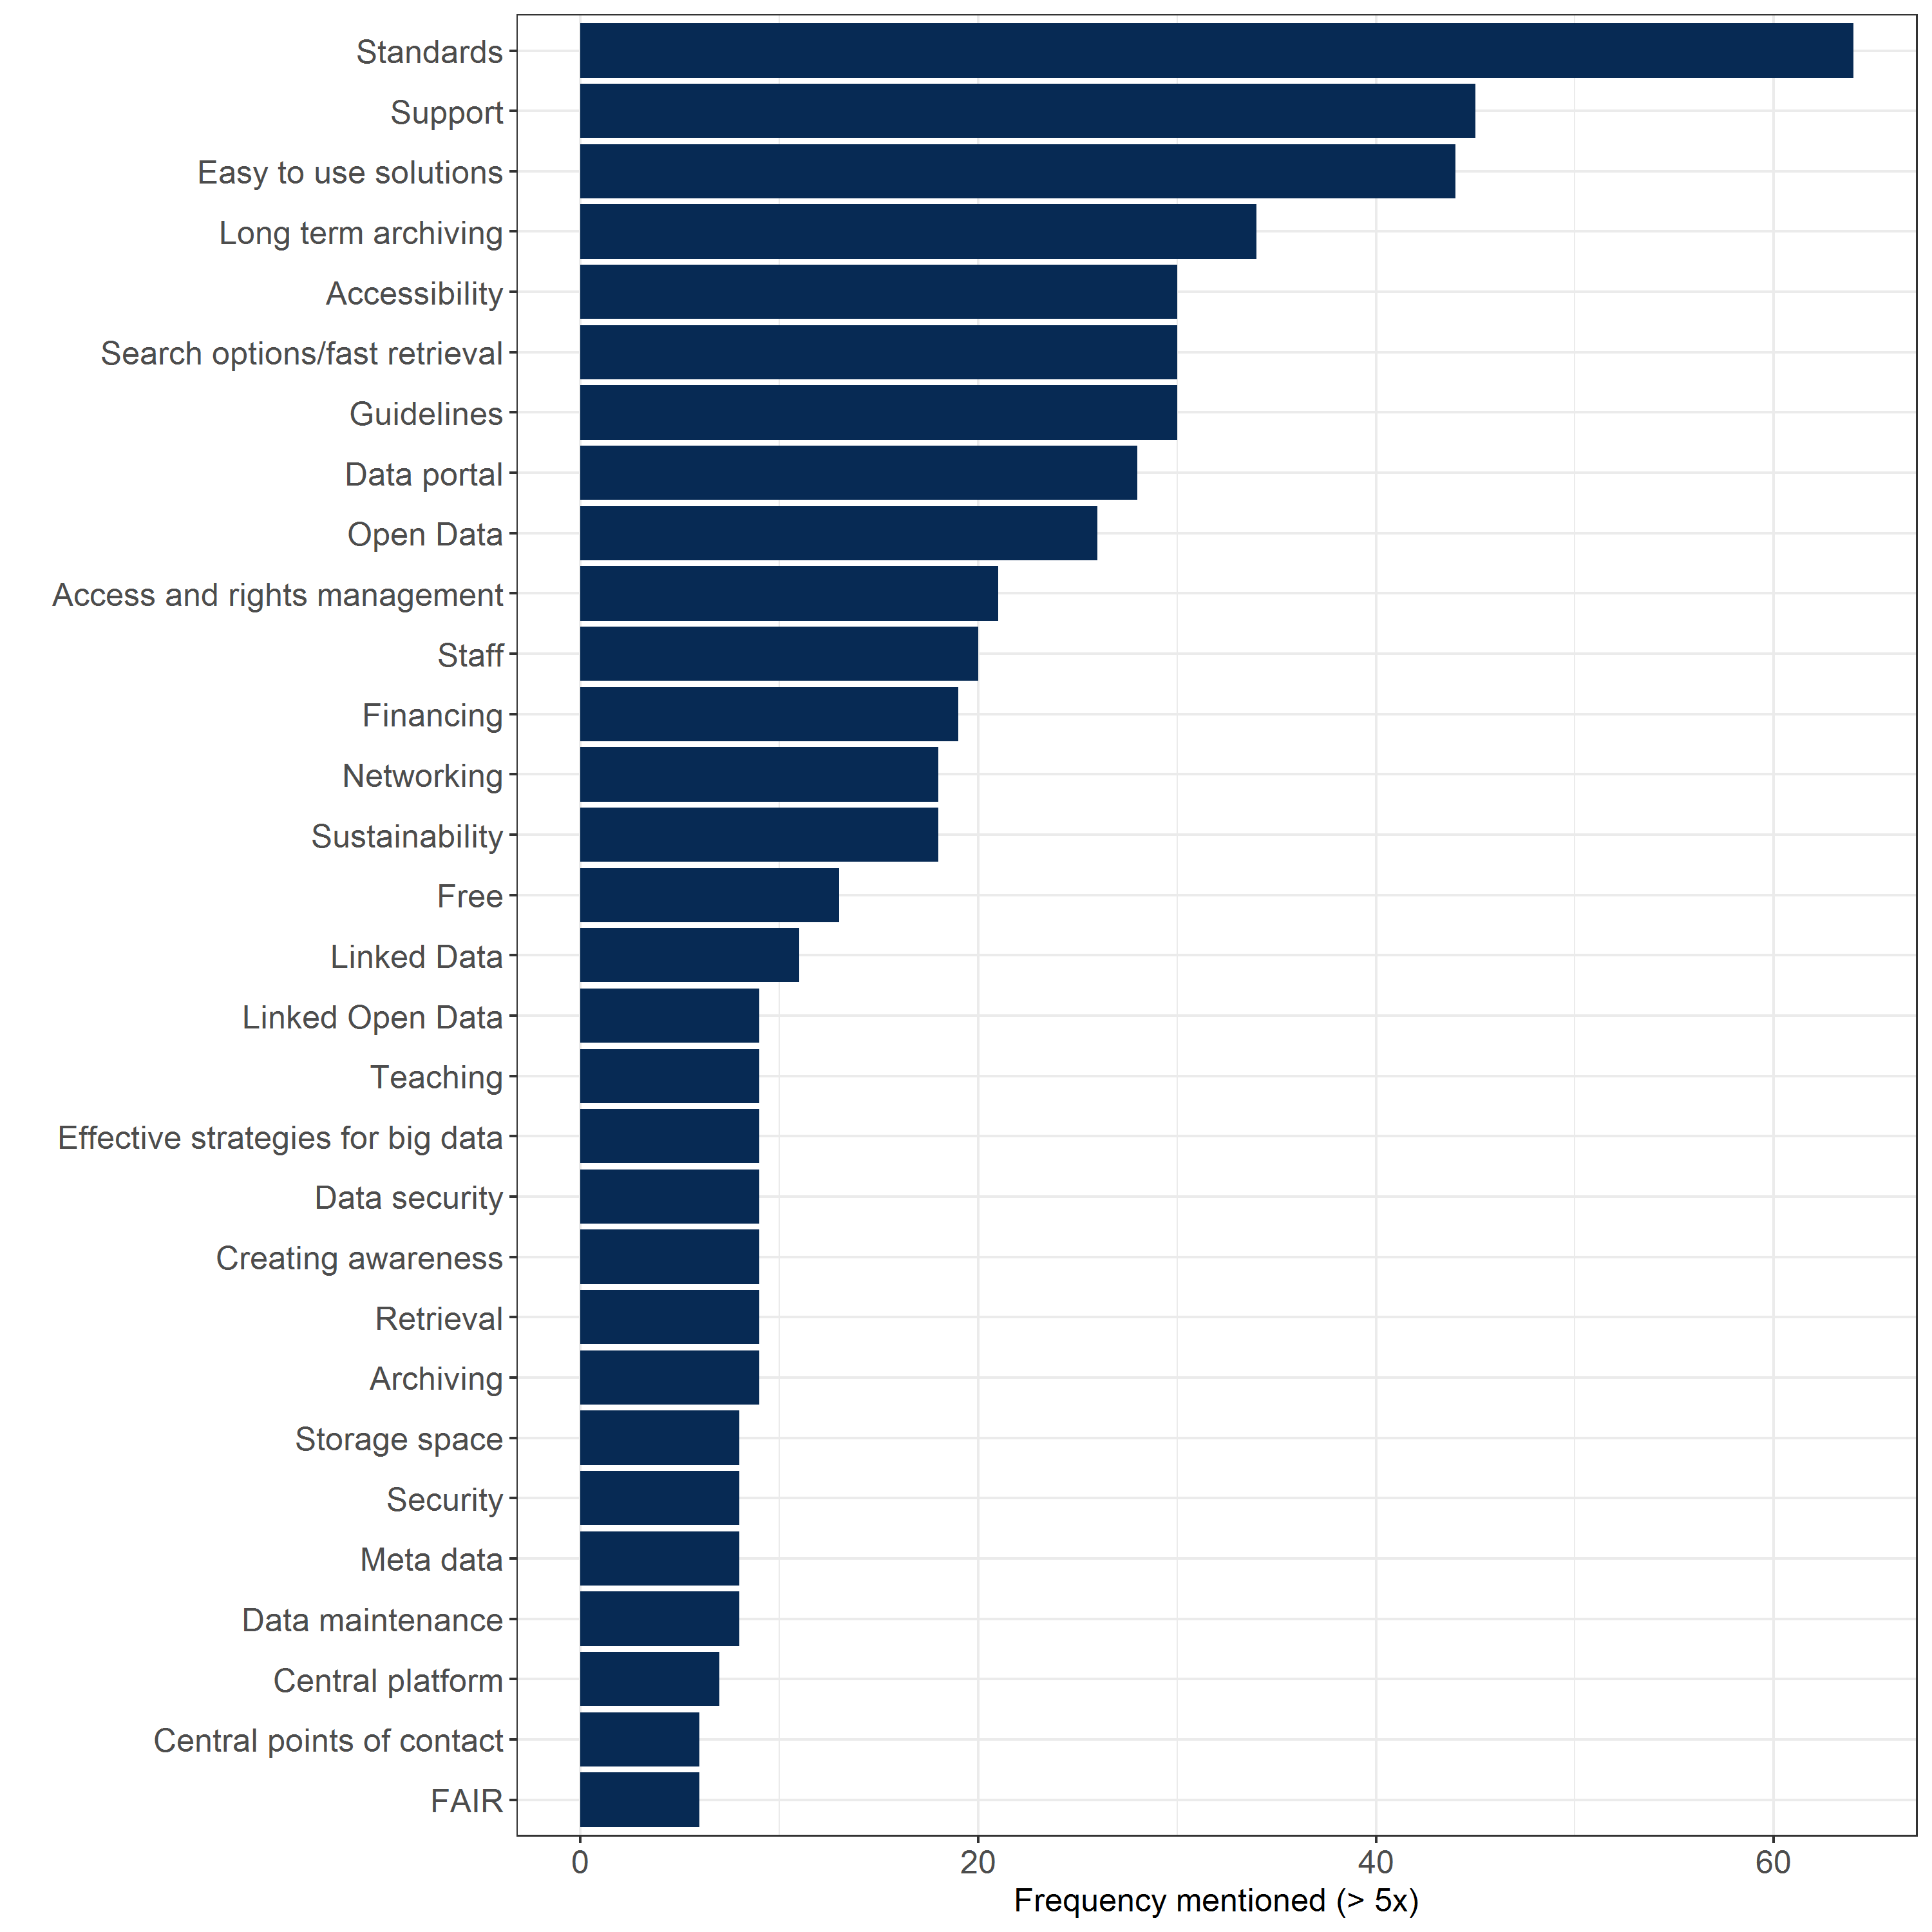 Standards
Support
Easy to use solutions
Long term archiving
Accessibility
Search options/fast retrieval
Guidelines
Data portal
Open Data
Access and rights management
Staff
Financing
Networking
Sustainability
Free
Linked Data
Linked Open Data
Teaching
Effective strategies for big data
Data security
Creating awareness
Retrieval
Archiving
Storage space
Security
Meta data
Data maintenance
Central platform
Central points of contact
FAIR
0 20 40 60
Frequency mentioned (> 5x)